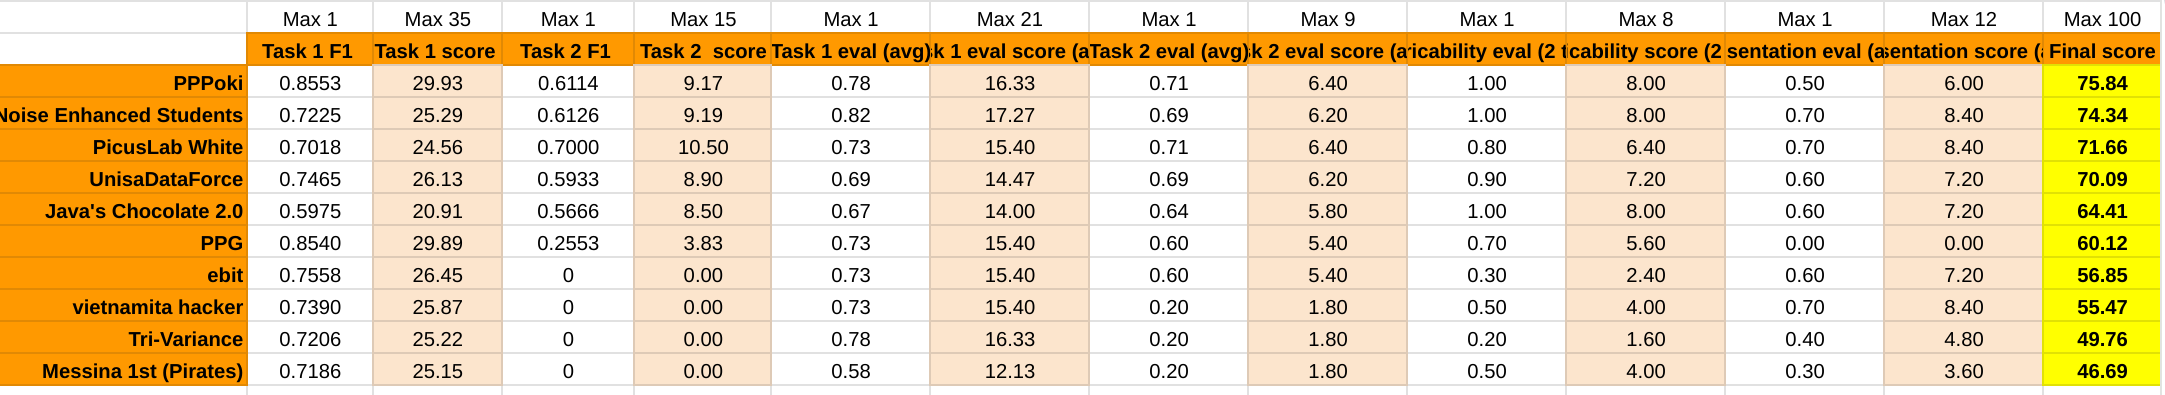 Max 1 Max 35 Max 1 Max 15 Max 1 Max 21 Max 1 Max 9 Max 1 Max 8 Max 1 Max 12 Max 100
Task 1 F1 Task 1 score Task 2 F1 Task 2 score Task 1 eval (avg) k 1 eval score (a Task 2 eval (avg) k 2 eval score (a ricability eval (2 t cability score (2 sentation eval (a sentation score (a Final score
PPPoki 0.8553 29.93 0.6114 9.17 0.78 16.33 0.71 6.40 1.00 8.00 0.50 6.00 75.84
Noise Enhanced Students 0.7225 25.29 0.6126 9.19 0.82 17.27 0.69 6.20 1.00 8.00 0.70 8.40 74.34
PicusLab White 0.7018 24.56 0.7000 10.50 0.73 15.40 0.71 6.40 0.80 6.40 0.70 8.40 71.66
UnisaDataForce 0.7465 26.13 0.5933 8.90 0.69 14.47 0.69 6.20 0.90 7.20 0.60 7.20 70.09
Java's Chocolate 2.0 0.5975 20.91 0.5666 8.50 0.67 14.00 0.64 5.80 1.00 8.00 0.60 7.20 64.41
PPG 0.8540 29.89 0.2553 3.83 0.73 15.40 0.60 5.40 0.70 5.60 0.00 0.00 60.12
ebit 0.7558 26.45 0 0.00 0.73 15.40 0.60 5.40 0.30 2.40 0.60 7.20 56.85
vietnamita hacker 0.7390 25.87 0 0.00 0.73 15.40 0.20 1.80 0.50 4.00 0.70 8.40 55.47
Tri-Variance 0.7206 25.22 0 0.00 0.78 16.33 0.20 1.80 0.20 1.60 0.40 4.80 49.76
Messina 1st (Pirates) 0.7186 25.15 0 0.00 0.58 12.13 0.20 1.80 0.50 4.00 0.30 3.60 46.69